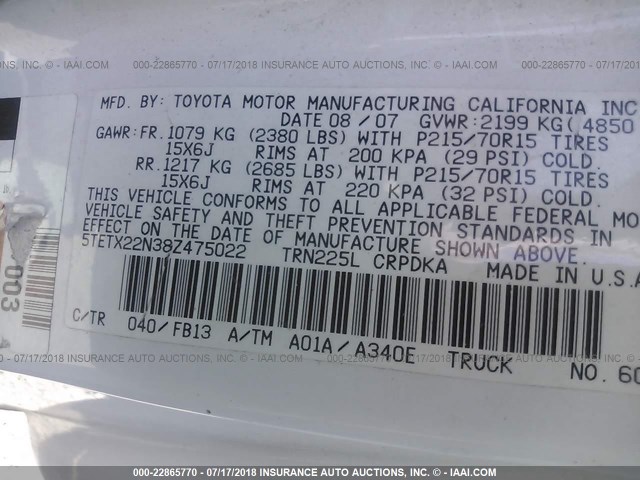 000-22865770 - 07/17/2018 INSURANCE AUTO AUCTIONS, INC. © - IAAI.COM
MFD. BY: TOYOTA MOTOR MANUFACTURING CALIFORNIA INC
DATE 08/07 GVWR:2199 KG( 4850
GAWR:FR.1079 KG (2380 LBS) WITH P215/70R15 TIRES
15X6J RIMS AT 200 KPA (29 PSI) COLD.
RR.1217 KG (2685 LBS) WITH P215/70R15 TIRES
15X6J RIMS AT 220 KPA (32 PSI) COLD.
THIS VEHICLE CONFORMS TO ALL APPLICABLE FEDERAL MO
VEHICLE SAFETY AND THEFT PREVENTION STANDARDS IN
EFFECT ON THE DATE OF MANUFACTURE SHOWN ABOVE.
5TETX22N38Z475022 TRN225L CRPDKA MADE IN U.S.A
C/TR 040/FB13 A/TM A01A/A340E TRUCK NO. 60
003
000-22865770 - 07/17/2018 INSURANCE AUTO AUCTIONS, INC. © - IAAI.COM
000-22865770 - 07/17/2018 INSURANCE AUTO AUCTIONS, INC. © - IAAI.COM